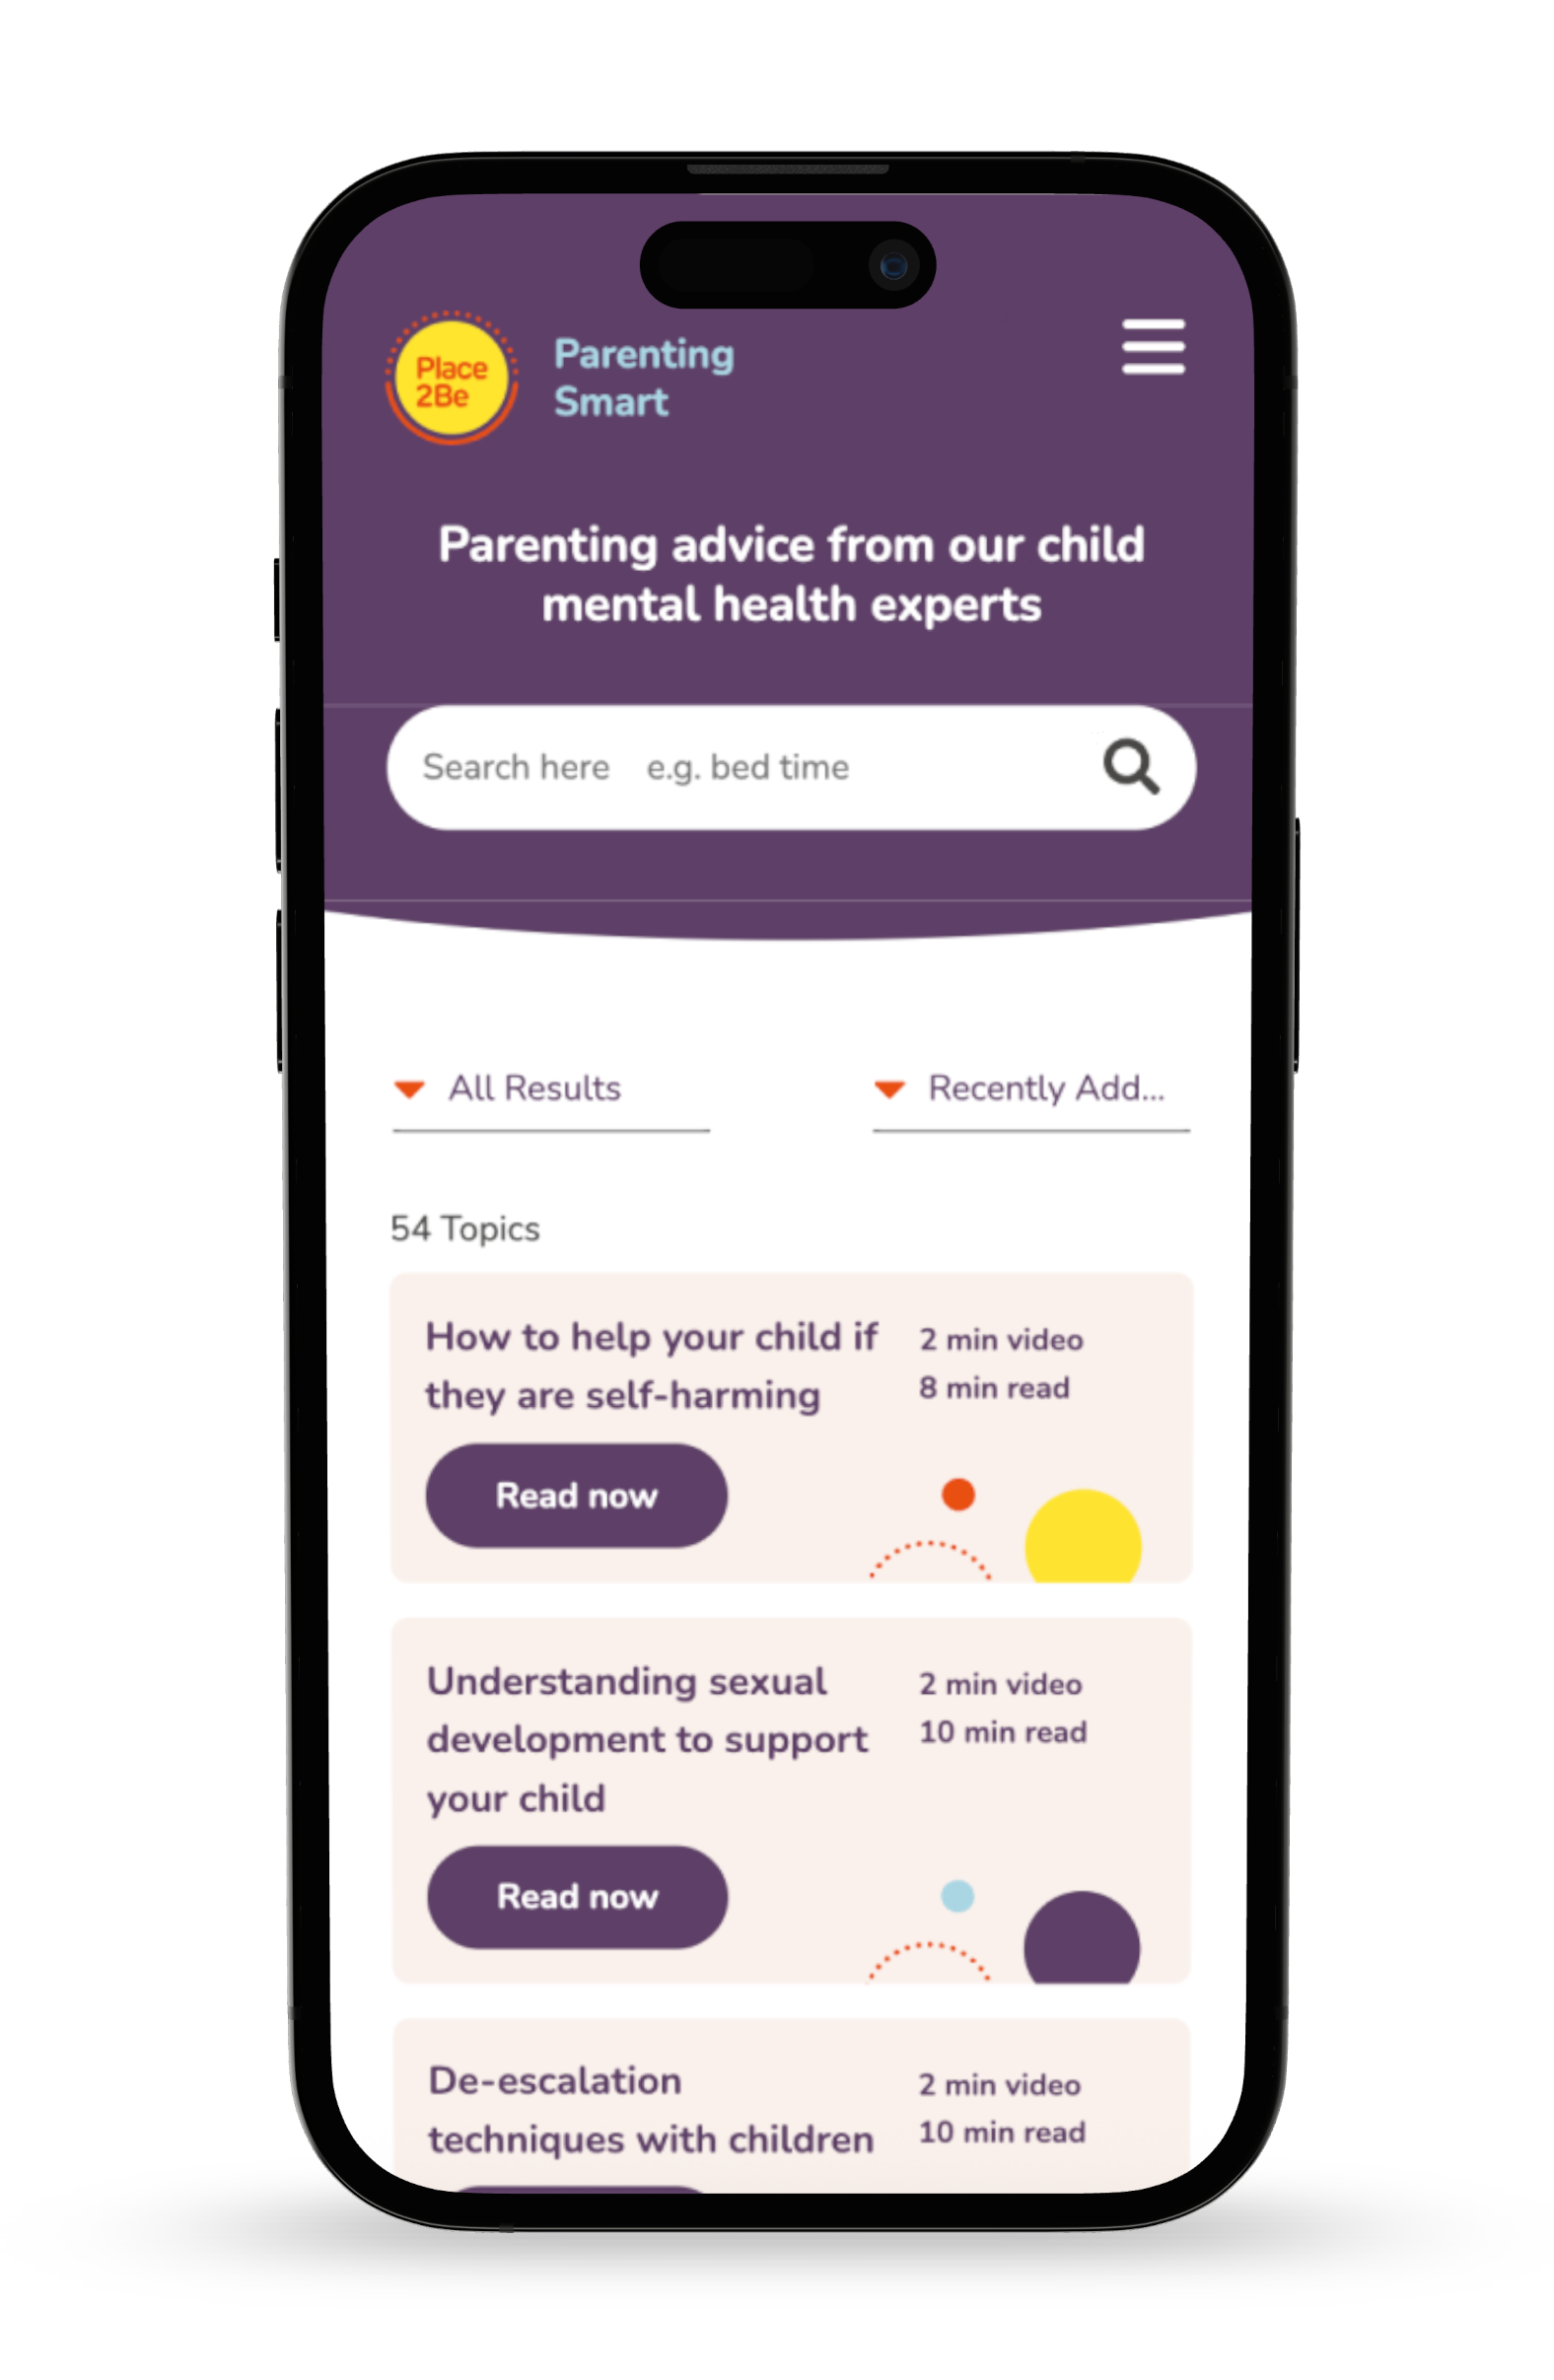 Place
2Be
Parenting
Smart
Parenting advice from our child
mental health experts
Search here e.g. bed time
All Results
Recently Add...
54 Topics
How to help your child if
they are self-harming
2 min video
8 min read
Read now
Understanding sexual
development to support
your child
2 min video
10 min read
Read now
De-escalation
techniques with children
2 min video
10 min read